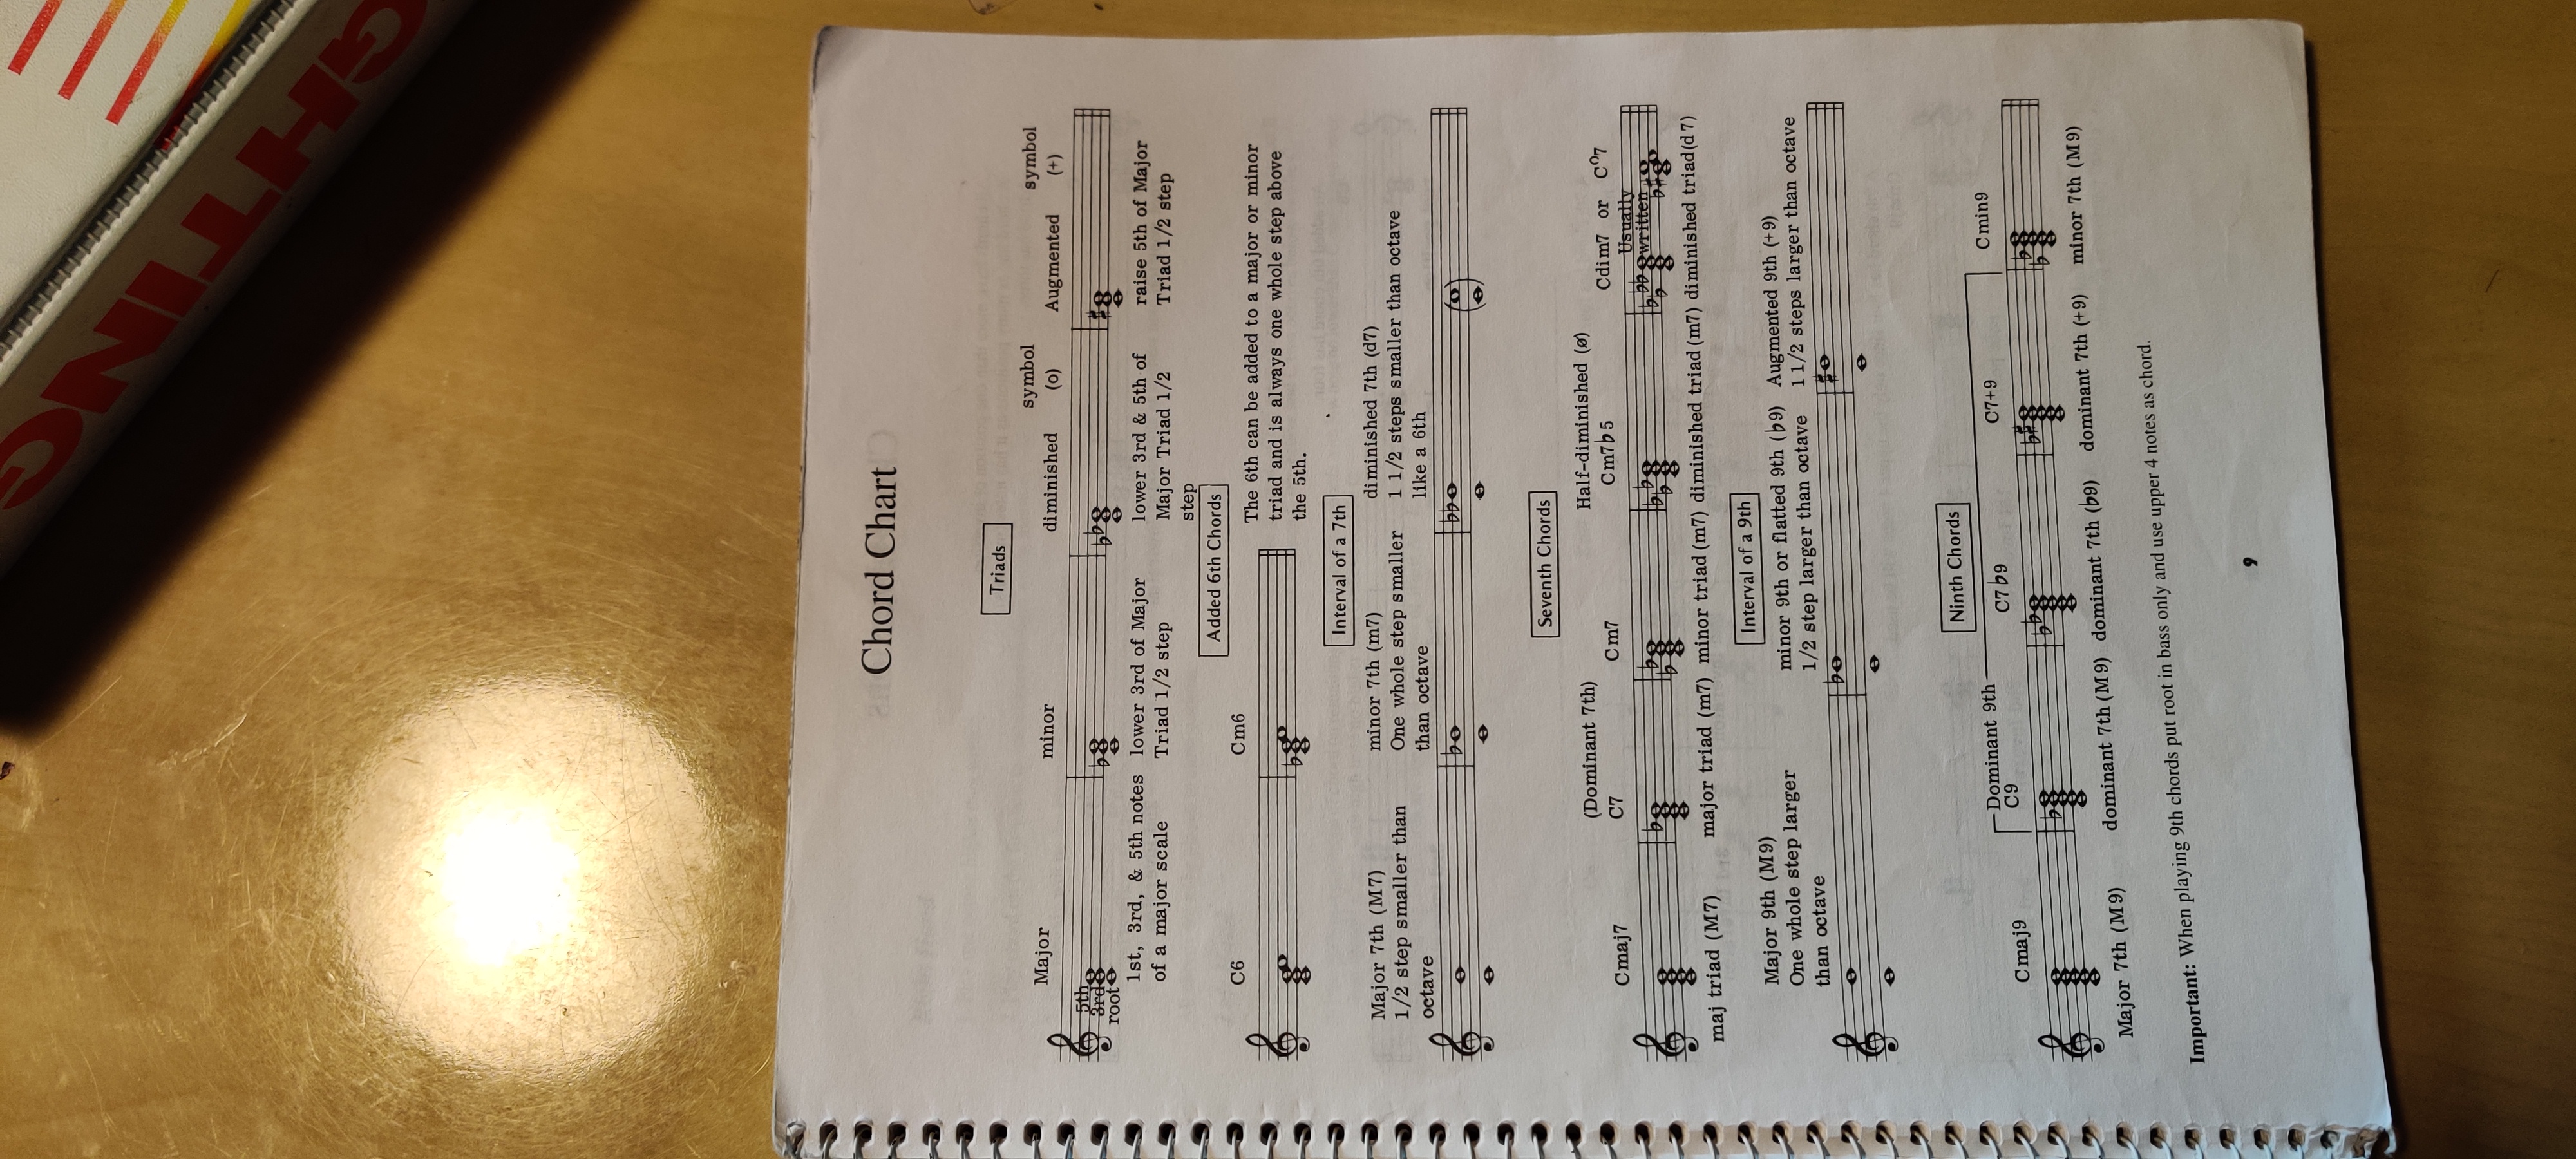 GHTING
Chord Chart
Triads
Major minor diminished symbol (o) Augmented symbol (+)
5th
3rd
root
1st, 3rd, & 5th notes lower 3rd of Major lower 3rd & 5th of raise 5th of Major
of a major scale Triad 1/2 step Major Triad 1/2 Triad 1/2 step
step
Added 6th Chords
C6 Cm6
The 6th can be added to a major or minor
triad and is always one whole step above
the 5th.
Interval of a 7th
Major 7th (M7) minor 7th (m7) diminished 7th (d7)
1/2 step smaller than One whole step smaller 1 1/2 steps smaller than octave
octave than octave like a 6th
Seventh Chords
(Dominant 7th) Half-diminished (ø)
Cmaj7 C7 Cm7 Cm7♭5 Cdim7 or C°7
Usually
written
maj triad (M7) major triad (m7) minor triad (m7) diminished triad (m7) diminished triad(d7)
Interval of a 9th
Major 9th (M9) minor 9th or flatted 9th (♭9) Augmented 9th (+9)
One whole step larger 1/2 step larger than octave 1 1/2 steps larger than octave
than octave
Ninth Chords
Dominant 9th
Cmaj9 C9 C7♭9 C7+9 Cmin9
Major 7th (M9) dominant 7th (M9) dominant 7th (♭9) dominant 7th (+9) minor 7th (M9)
Important: When playing 9th chords put root in bass only and use upper 4 notes as chord.
9